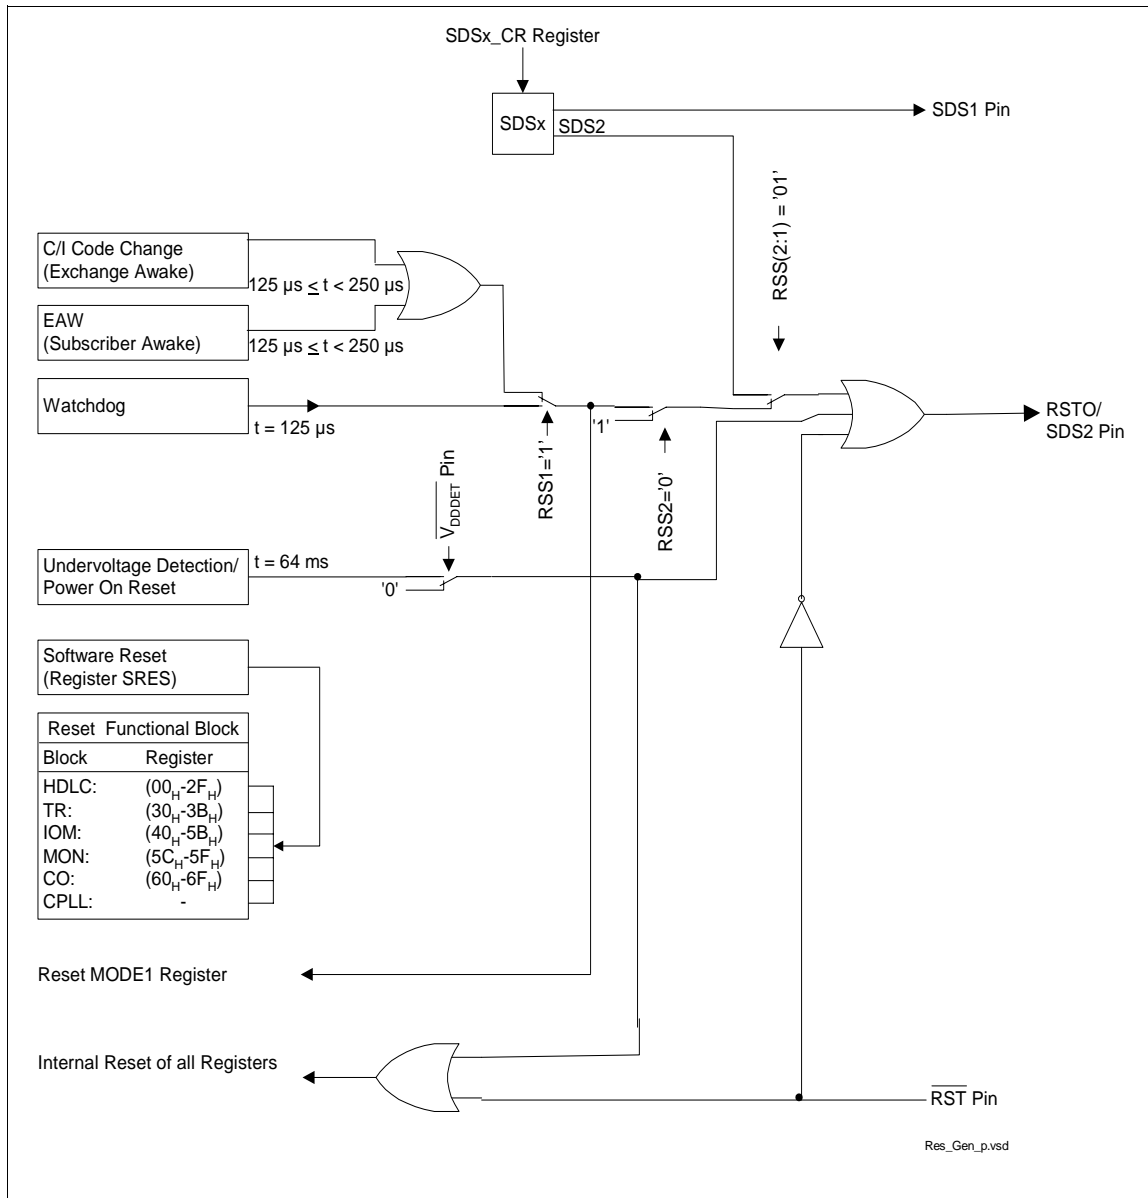 SDSx_CR Register
SDSx
SDS2
SDS1 Pin
RSS(2:1) = '01'
C/I Code Change
(Exchange Awake)
125 µs ≤ t < 250 µs
EAW
(Subscriber Awake)
125 µs ≤ t < 250 µs
Watchdog
t = 125 µs
'1'
RSTO/
SDS2 Pin
RSS1='1'
RSS2='0'
VDDDET Pin
Undervoltage Detection/
Power On Reset
t = 64 ms
'0'
Software Reset
(Register SRES)
Reset Functional Block
Block Register
HDLC: (00H-2FH)
TR: (30H-3BH)
IOM: (40H-5BH)
MON: (5CH-5FH)
CO: (60H-6FH)
CPLL: -
Reset MODE1 Register
Internal Reset of all Registers
RST Pin
Res_Gen_p.vsd